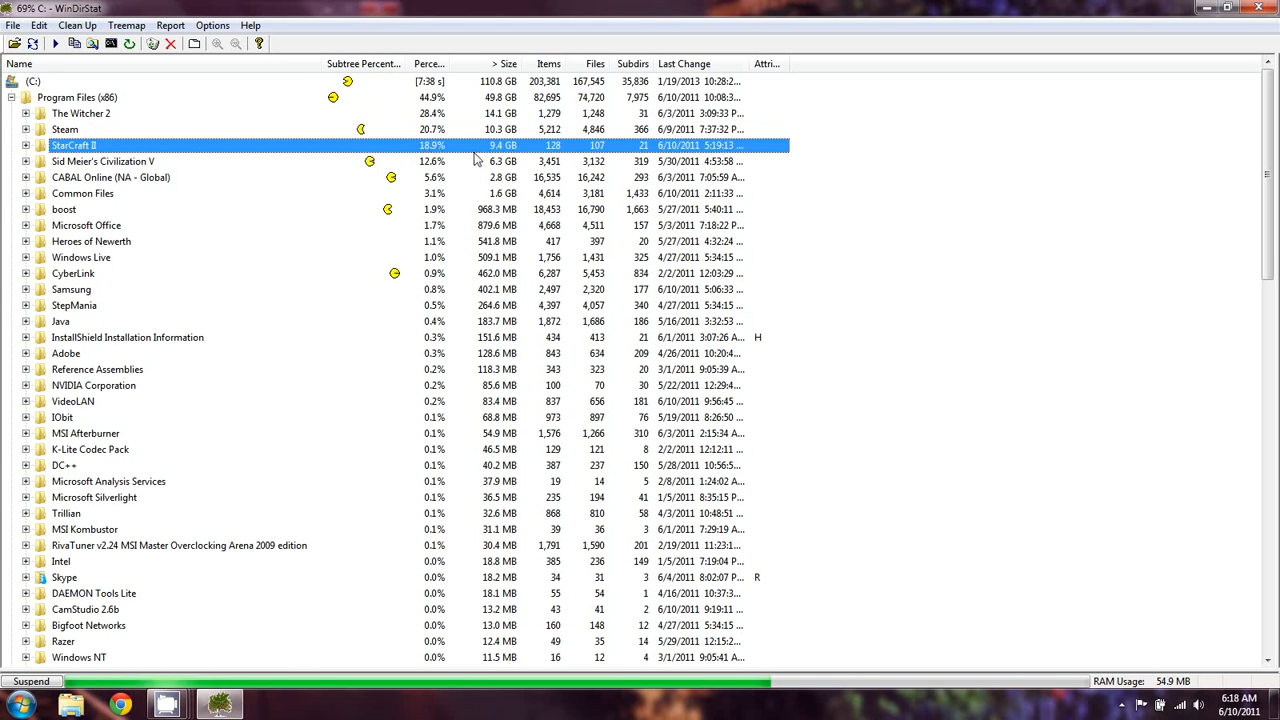 69% C: - WinDirStat
File Edit Clean Up Treemap Report Options Help
Name Subtree Percent... Perce... > Size Items Files Subdirs Last Change Attri...
(C:) [7:38 s] 110.8 GB 203,381 167,545 35,836 1/19/2013 10:28:2...
Program Files (x86) 44.9% 49.8 GB 82,695 74,720 7,975 6/10/2011 10:08:3...
The Witcher 2 28.4% 14.1 GB 1,279 1,248 31 6/3/2011 3:09:33 P...
Steam 20.7% 10.3 GB 5,212 4,846 366 6/9/2011 7:37:32 P...
StarCraft II 18.9% 9.4 GB 128 107 21 6/10/2011 5:19:13 ...
Sid Meier's Civilization V 12.6% 6.3 GB 3,451 3,132 319 5/30/2011 4:53:58 ...
CABAL Online (NA - Global) 5.6% 2.8 GB 16,535 16,242 293 6/3/2011 7:05:59 A...
Common Files 3.1% 1.6 GB 4,614 3,181 1,433 6/10/2011 2:11:33 ...
boost 1.9% 968.3 MB 18,453 16,790 1,663 5/27/2011 5:40:11 ...
Microsoft Office 1.7% 879.6 MB 4,668 4,511 157 5/3/2011 7:18:22 P...
Heroes of Newerth 1.1% 541.8 MB 417 397 20 5/27/2011 4:32:24 ...
Windows Live 1.0% 509.1 MB 1,756 1,431 325 4/27/2011 5:34:15 ...
CyberLink 0.9% 462.0 MB 6,287 5,453 834 2/2/2011 12:03:29 ...
Samsung 0.8% 402.1 MB 2,497 2,320 177 6/10/2011 5:06:33 ...
StepMania 0.5% 264.6 MB 4,397 4,057 340 4/27/2011 5:34:15 ...
Java 0.4% 183.7 MB 1,872 1,686 186 5/16/2011 3:32:53 ...
InstallShield Installation Information 0.3% 151.6 MB 434 413 21 6/1/2011 3:07:26 A... H
Adobe 0.3% 128.6 MB 843 634 209 4/26/2011 10:20:4...
Reference Assemblies 0.2% 118.3 MB 343 323 20 3/1/2011 9:05:39 A...
NVIDIA Corporation 0.2% 85.6 MB 100 70 30 5/22/2011 12:29:4...
VideoLAN 0.2% 83.4 MB 837 656 181 6/10/2011 9:56:45 ...
IObit 0.1% 68.8 MB 973 897 76 5/19/2011 8:26:50 ...
MSI Afterburner 0.1% 54.9 MB 1,576 1,266 310 6/3/2011 2:15:34 A...
K-Lite Codec Pack 0.1% 46.5 MB 129 121 8 2/2/2011 12:12:11 ...
DC++ 0.1% 40.2 MB 387 237 150 5/28/2011 10:56:5...
Microsoft Analysis Services 0.1% 37.9 MB 19 14 5 2/8/2011 1:24:02 A...
Microsoft Silverlight 0.1% 36.5 MB 235 194 41 1/5/2011 8:35:15 P...
Trillian 0.1% 32.6 MB 868 810 58 4/3/2011 10:48:51 ...
MSI Kombustor 0.1% 31.1 MB 39 36 3 6/1/2011 7:29:19 A...
RivaTuner v2.24 MSI Master Overclocking Arena 2009 edition 0.1% 30.4 MB 1,791 1,590 201 2/19/2011 11:23:1...
Intel 0.0% 18.8 MB 385 236 149 1/5/2011 7:19:04 P...
Skype 0.0% 18.2 MB 34 31 3 6/4/2011 8:02:07 P... R
DAEMON Tools Lite 0.0% 18.1 MB 55 54 1 4/16/2011 10:37:3...
CamStudio 2.6b 0.0% 13.2 MB 43 41 2 6/10/2011 9:19:11 ...
Bigfoot Networks 0.0% 13.0 MB 160 148 12 4/27/2011 5:34:15 ...
Razer 0.0% 12.4 MB 49 35 14 5/29/2011 12:15:2...
Windows NT 0.0% 11.5 MB 16 12 4 3/1/2011 9:05:41 A...
Suspend RAM Usage: 54.9 MB
6:18 AM
6/10/2011